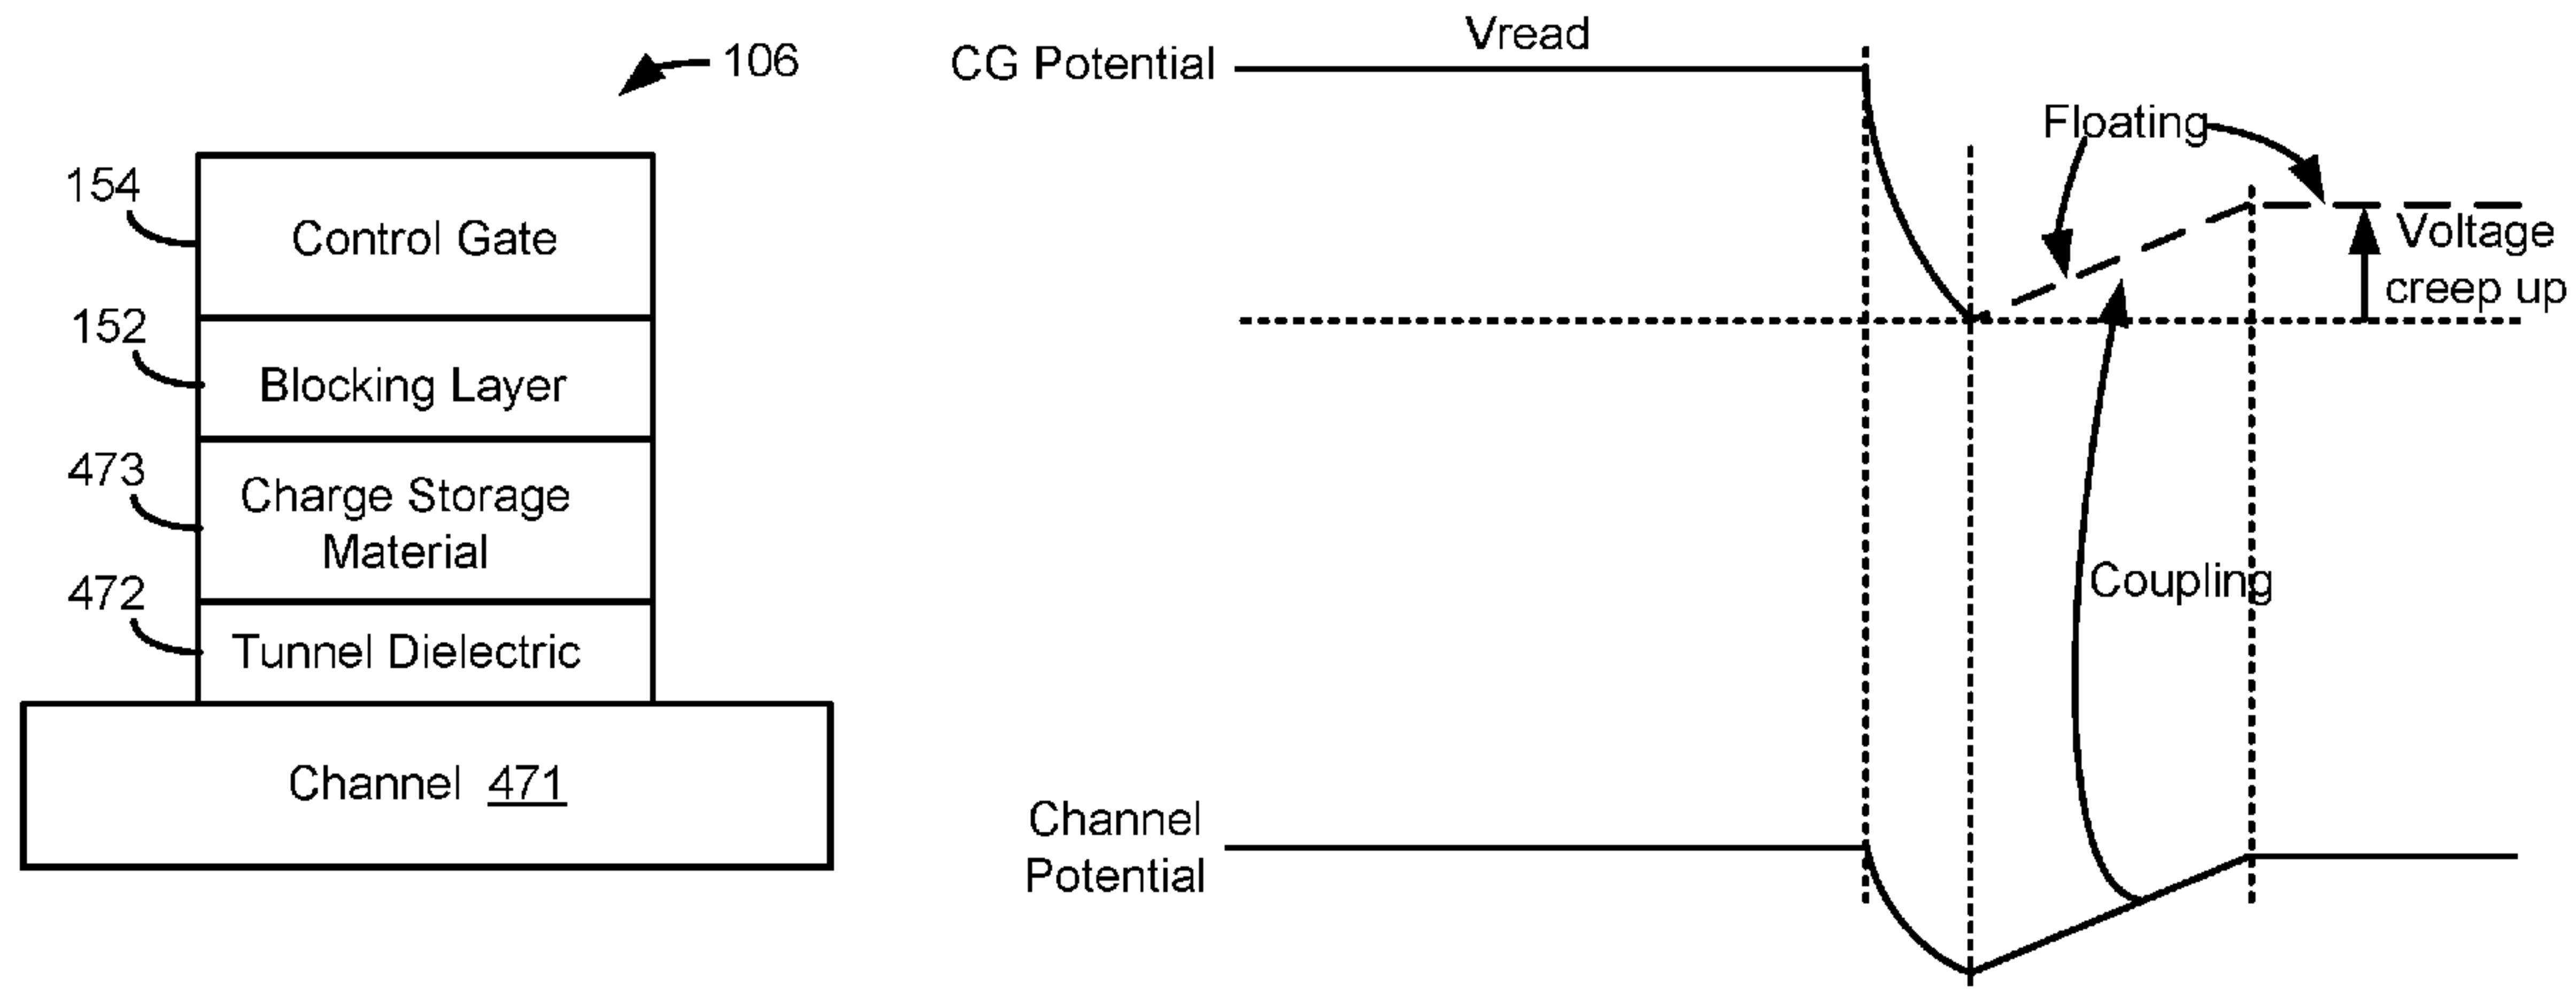 106
154
Control Gate
152
Blocking Layer
473
Charge Storage
Material
472
Tunnel Dielectric
Channel 471
Vread
CG Potential
Floating
Voltage
creep up
Coupling
Channel
Potential